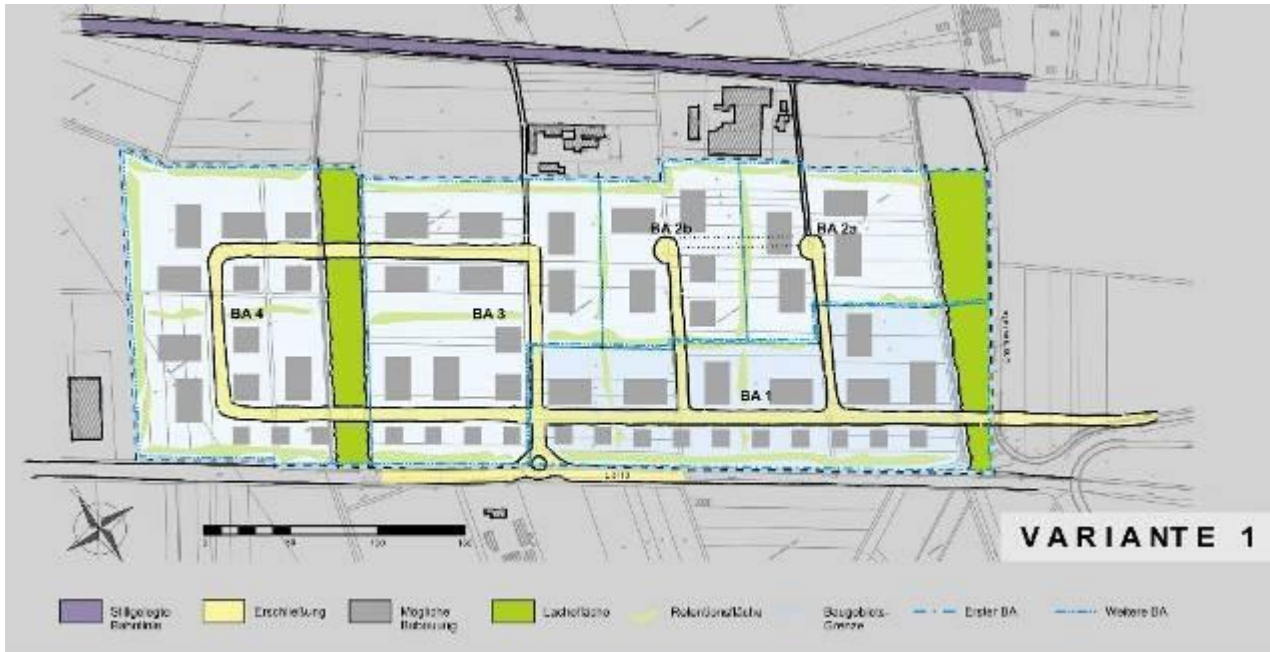 BA 2b
BA 2a
BA 4
BA 3
BA 1
0
VARIANTE 1
Stillgelegte
Bahnlinie
Erschließung
Mögliche
Bebauung
Retentionsfläche
Baugebiets-
Grenze
Erster BA
Weitere BA